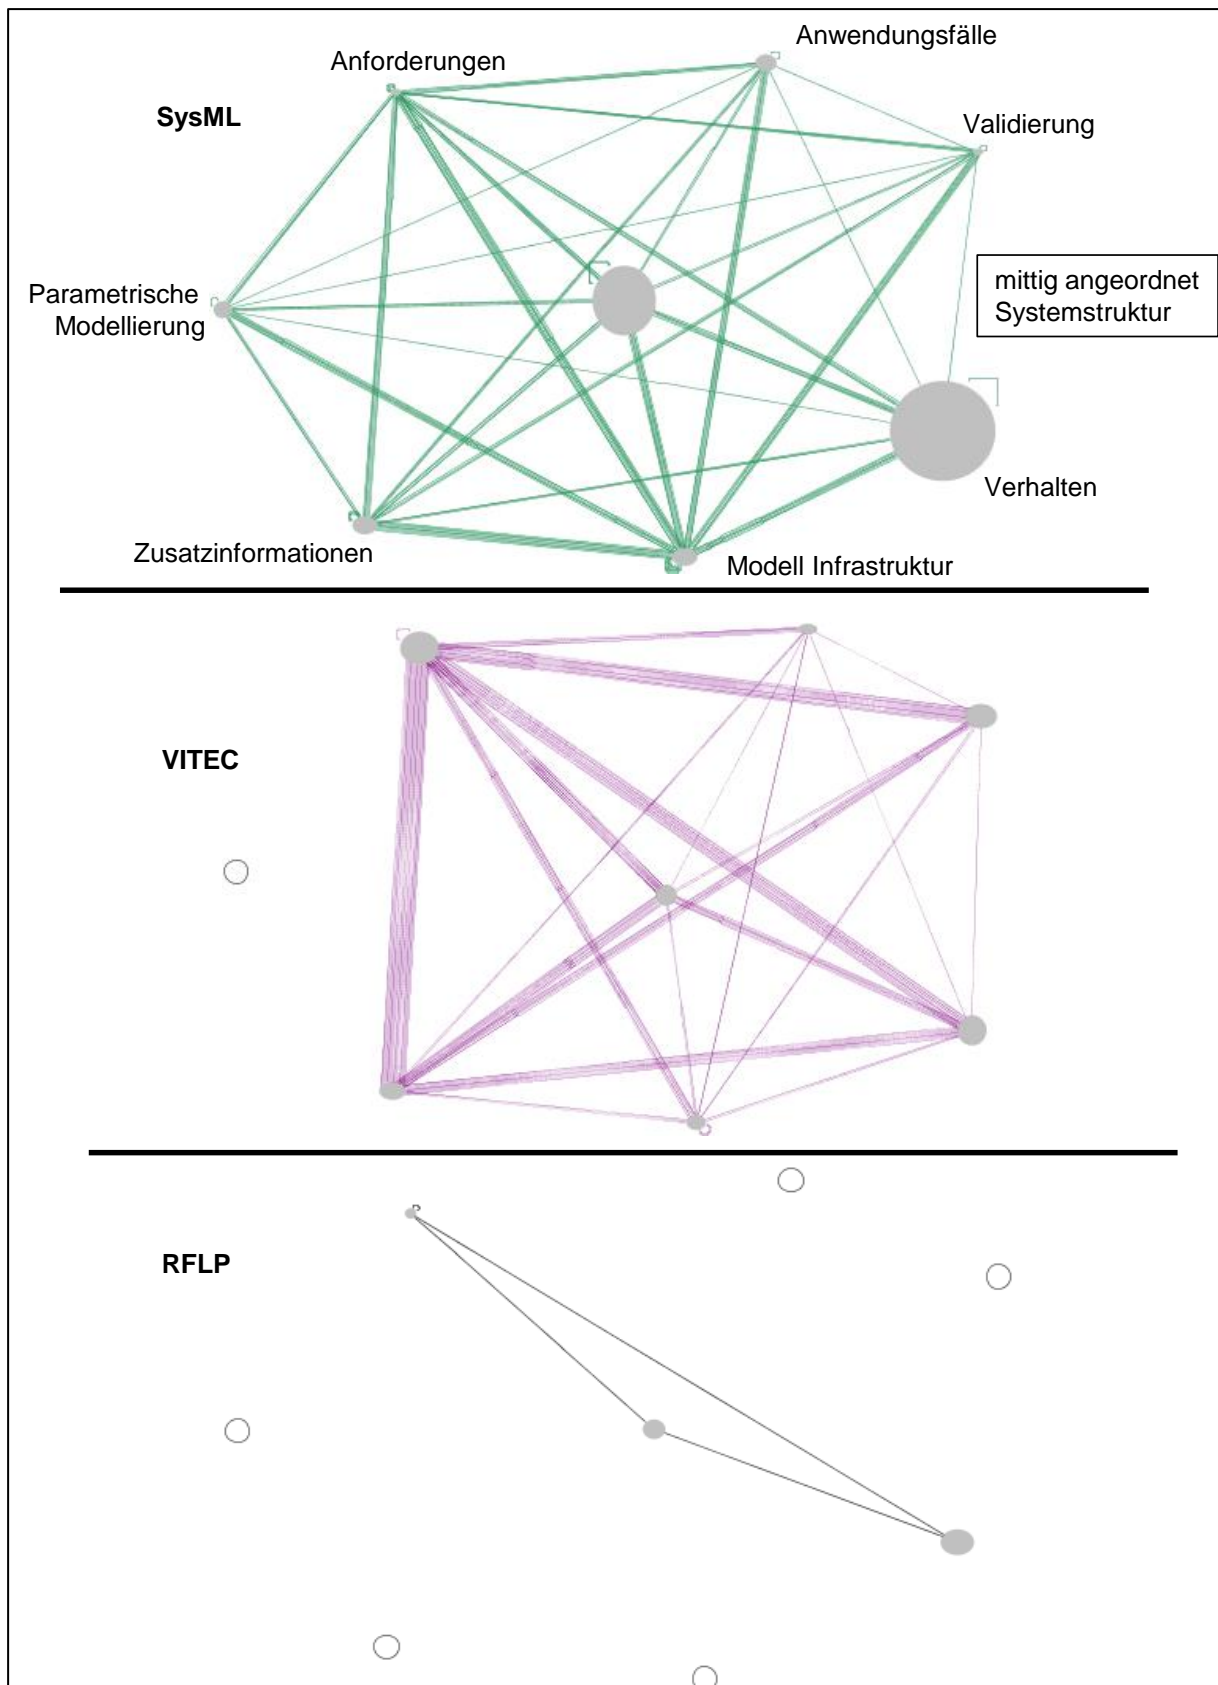 Anwendungsfälle
Anforderungen
SysML
Validierung
mittig angeordnet
Systemstruktur
Parametrische
Modellierung
Verhalten
Zusatzinformationen
Modell Infrastruktur
VITEC
RFLP